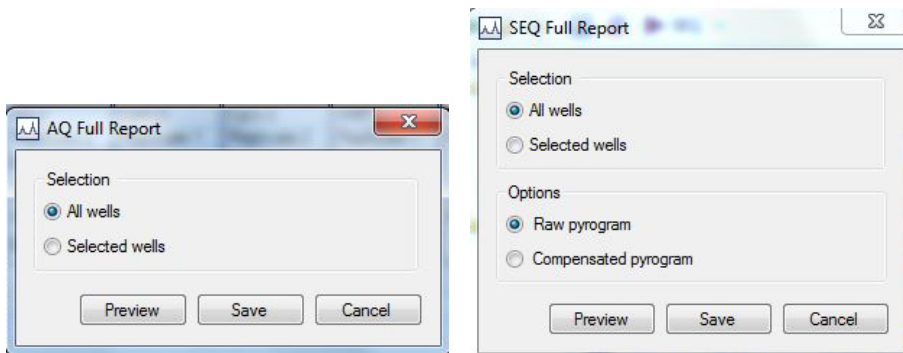 AQ Full Report
Selection
All wells
Selected wells
Preview Save Cancel
SEQ Full Report
Selection
All wells
Selected wells
Options
Raw pyrogram
Compensated pyrogram
Preview Save Cancel